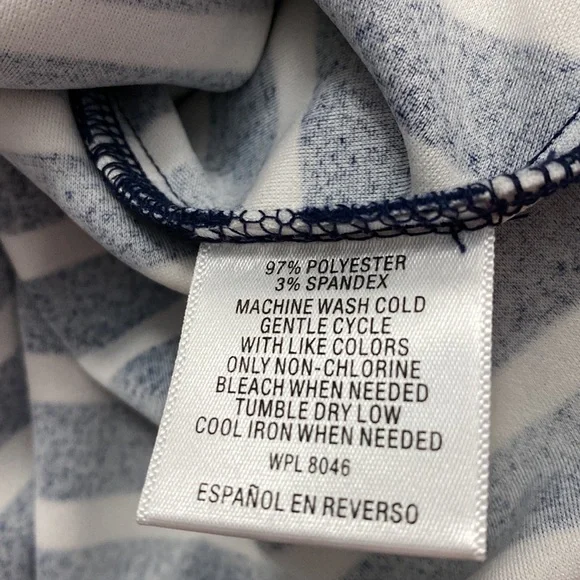 97% POLYESTER
3% SPANDEX
MACHINE WASH COLD
GENTLE CYCLE
WITH LIKE COLORS
ONLY NON-CHLORINE
BLEACH WHEN NEEDED
TUMBLE DRY LOW
COOL IRON WHEN NEEDED
WPL 8046
ESPAÑOL EN REVERSO